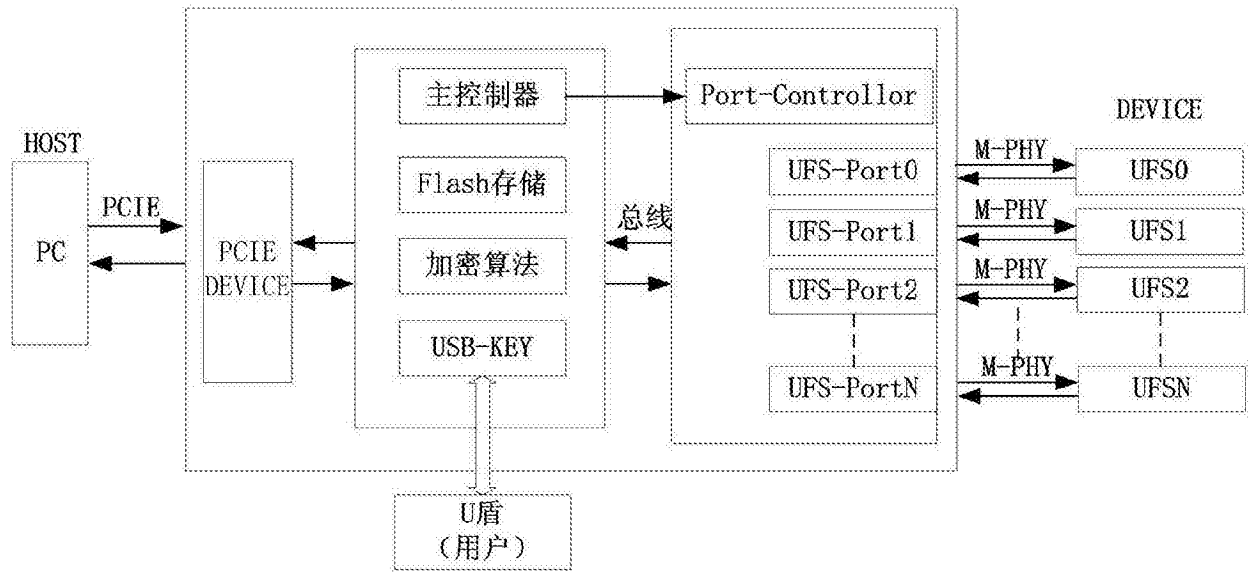 HOST
PC
PCIE
PCIE
DEVICE
主控制器
Flash存储
加密算法
USB-KEY
U盾
(用户)
总线
Port-Controllor
UFS-Port0
UFS-Port1
UFS-Port2
UFS-PortN
M-PHY
M-PHY
M-PHY
M-PHY
DEVICE
UFS0
UFS1
UFS2
UFSN